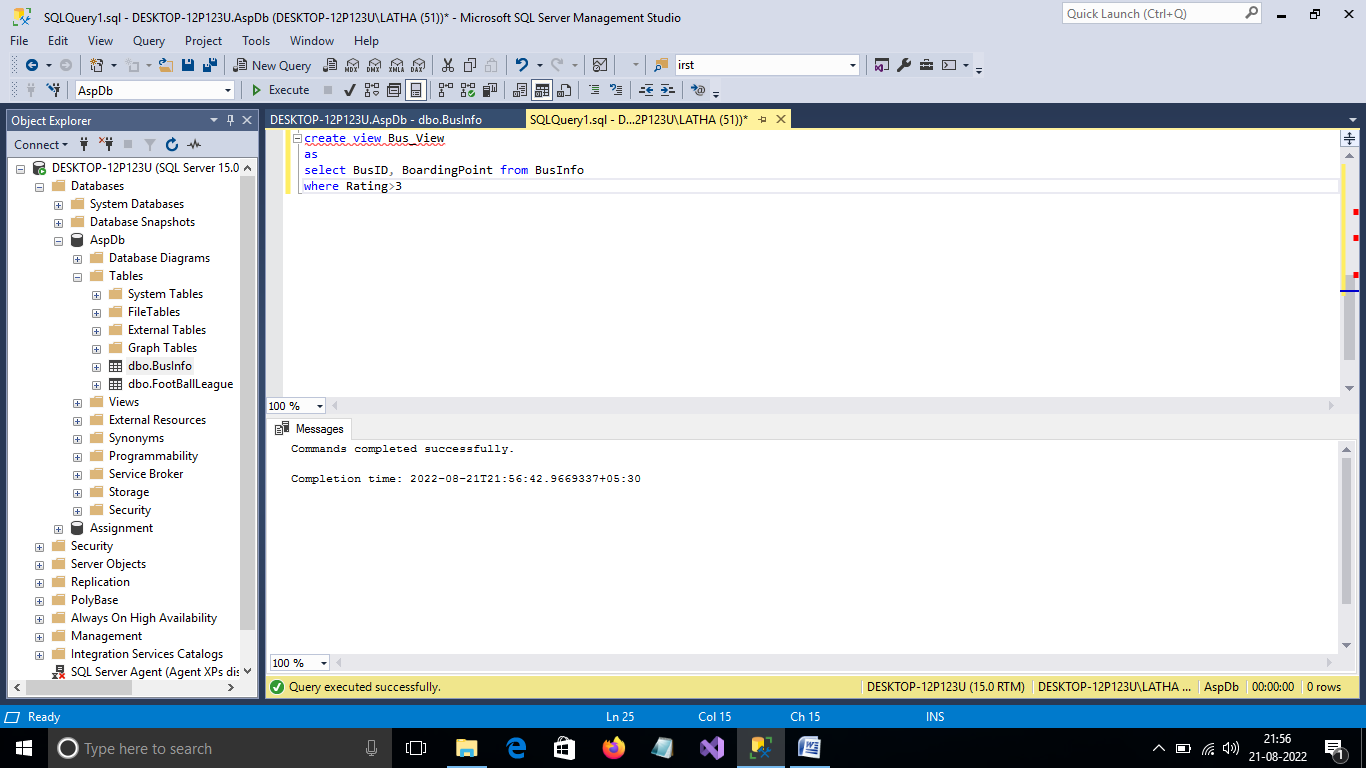 SQLQuery1.sql - DESKTOP-12P123U.AspDb (DESKTOP-12P123U\LATHA (51))* - Microsoft SQL Server Management Studio
Quick Launch (Ctrl+Q)
File Edit View Query Project Tools Window Help
New Query MDX DMX XMLA DAX irst
AspDb Execute
Object Explorer
Connect
DESKTOP-12P123U (SQL Server 15.0
Databases
System Databases
Database Snapshots
AspDb
Database Diagrams
Tables
System Tables
FileTables
External Tables
Graph Tables
dbo.BusInfo
dbo.FootBallLeague
Views
External Resources
Synonyms
Programmability
Service Broker
Storage
Security
Assignment
Security
Server Objects
Replication
PolyBase
Always On High Availability
Management
Integration Services Catalogs
SQL Server Agent (Agent XPs dis
DESKTOP-12P123U.AspDb - dbo.BusInfo
SQLQuery1.sql - D...2P123U\LATHA (51))*
create view Bus_View
as
select BusID, BoardingPoint from BusInfo
where Rating>3
100 %
Messages
Commands completed successfully.
Completion time: 2022-08-21T21:56:42.9669337+05:30
100 %
Query executed successfully.
DESKTOP-12P123U (15.0 RTM) DESKTOP-12P123U\LATHA ... AspDb 00:00:00 0 rows
Ready Ln 25 Col 15 Ch 15 INS
Type here to search
21:56
21-08-2022
1